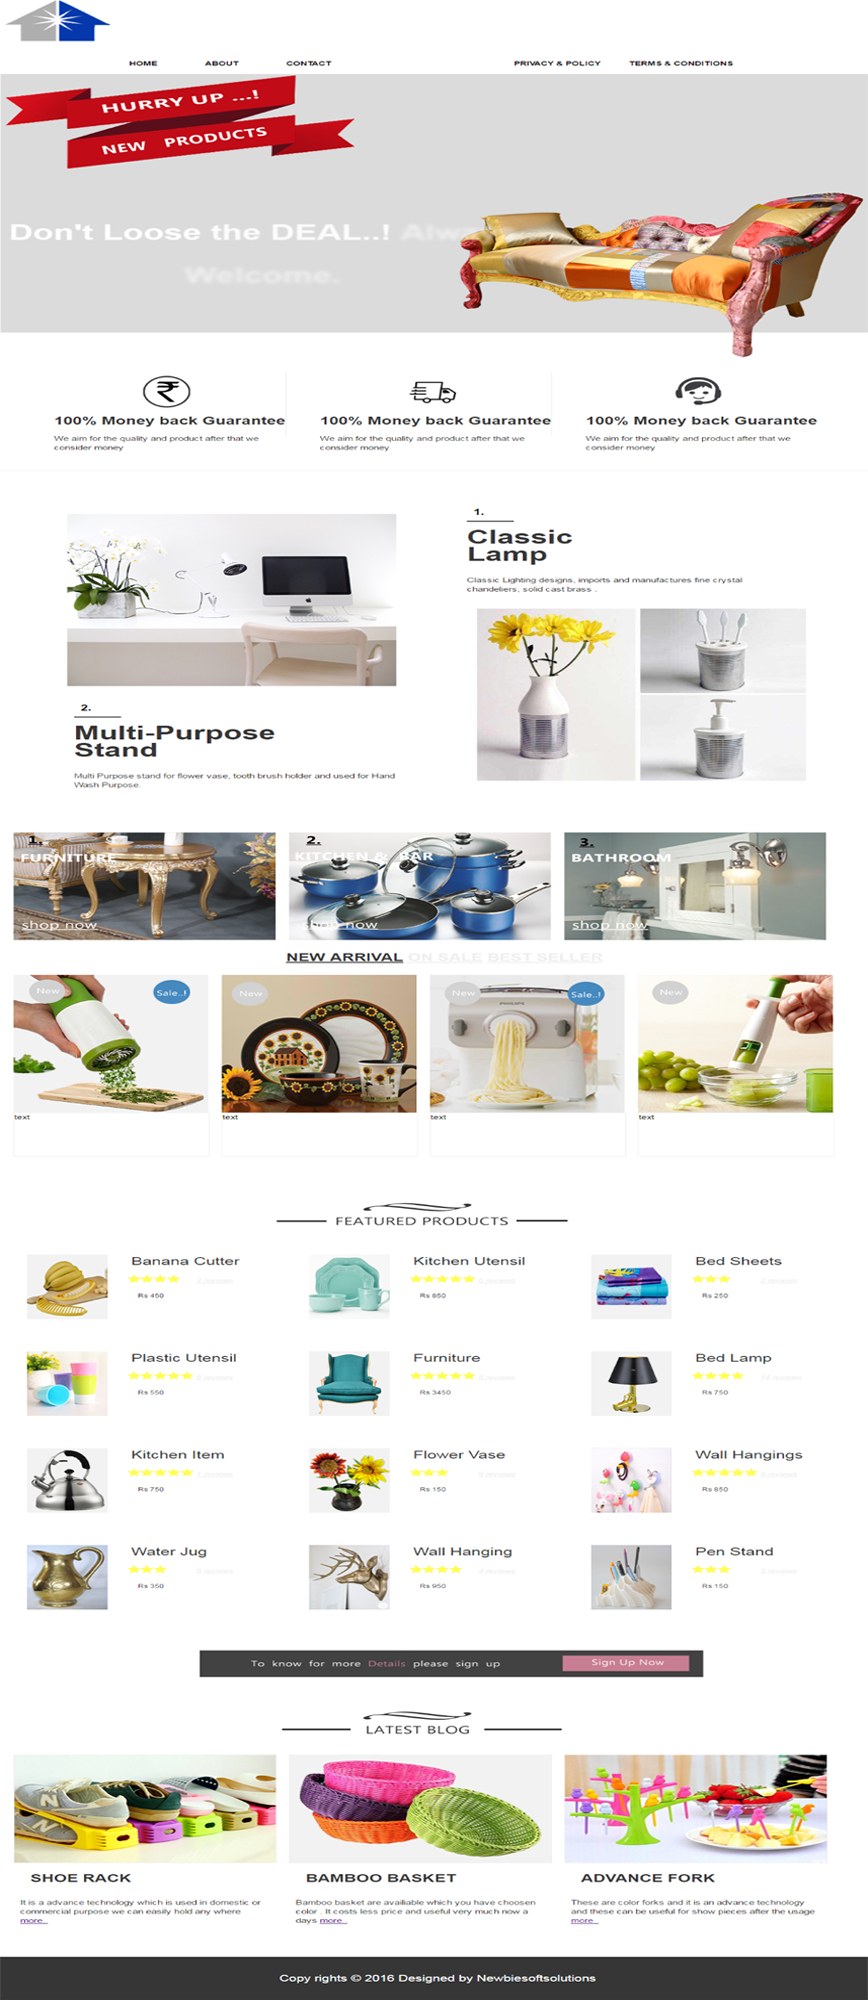 HOME ABOUT CONTACT PRIVACY & POLICY TERMS & CONDITIONS
HURRY UP ...!
NEW PRODUCTS
Don't Loose the DEAL..!
Welcome.
100% Money back Guarantee
We aim for the quality and product after that we
consider money
100% Money back Guarantee
We aim for the quality and product after that we
consider money
100% Money back Guarantee
We aim for the quality and product after that we
consider money
1.
Classic
Lamp
Classic Lighting designs, imports and manufactures fine crystal
chandeliers, solid cast brass .
2.
Multi-Purpose
Stand
Multi Purpose stand for flower vase, tooth brush holder and used for Hand
Wash Purpose.
1.
FURNITURE
shop now
2.
KITCHEN & BAR
shop now
3.
BATHROOM
shop now
NEW ARRIVAL ON SALE BEST SELLER
New
Sale..!
text
New
text
PHILIPS
New
Sale..!
text
New
text
FEATURED PRODUCTS
Banana Cutter
Rs 450
Kitchen Utensil
Rs 850
Bed Sheets
Rs 250
Plastic Utensil
Rs 550
Furniture
Rs 3450
Bed Lamp
Rs 750
Kitchen Item
Rs 750
Flower Vase
Rs 150
Wall Hangings
Rs 850
Water Jug
Rs 350
Wall Hanging
Rs 950
Pen Stand
Rs 150
To know for more Details please sign up
Sign Up Now
LATEST BLOG
SHOE RACK
It is a advance technology which is used in domestic or
commercial purpose we can easily hold any where
more..
BAMBOO BASKET
Bamboo basket are availiable which you have choosen
color . It costs less price and useful very much now a
days more..
ADVANCE FORK
These are color forks and it is an advance technology
and these can be useful for show pieces after the usage
more..
Copy rights © 2016 Designed by Newbiesoftsolutions